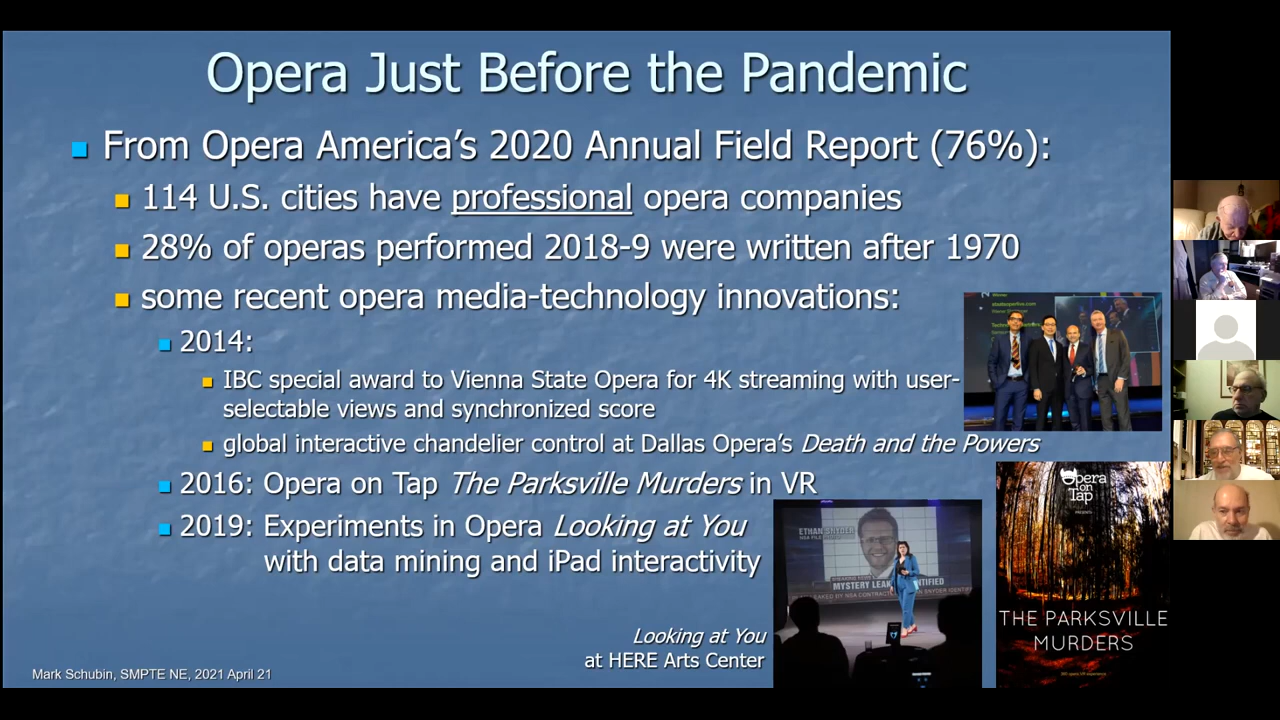 Opera Just Before the Pandemic
From Opera America's 2020 Annual Field Report (76%):
114 U.S. cities have professional opera companies
28% of operas performed 2018-9 were written after 1970
some recent opera media-technology innovations:
2014:
IBC special award to Vienna State Opera for 4K streaming with user-
selectable views and synchronized score
global interactive chandelier control at Dallas Opera's Death and the Powers
2016: Opera on Tap The Parksville Murders in VR
2019: Experiments in Opera Looking at You
with data mining and iPad interactivity
ETHAN SNYDER
MYSTERY LEAK
Opera
on
Tap
THE PARKSVILLE
MURDERS
Looking at You
at HERE Arts Center
Mark Schubin, SMPTE NE, 2021 April 21